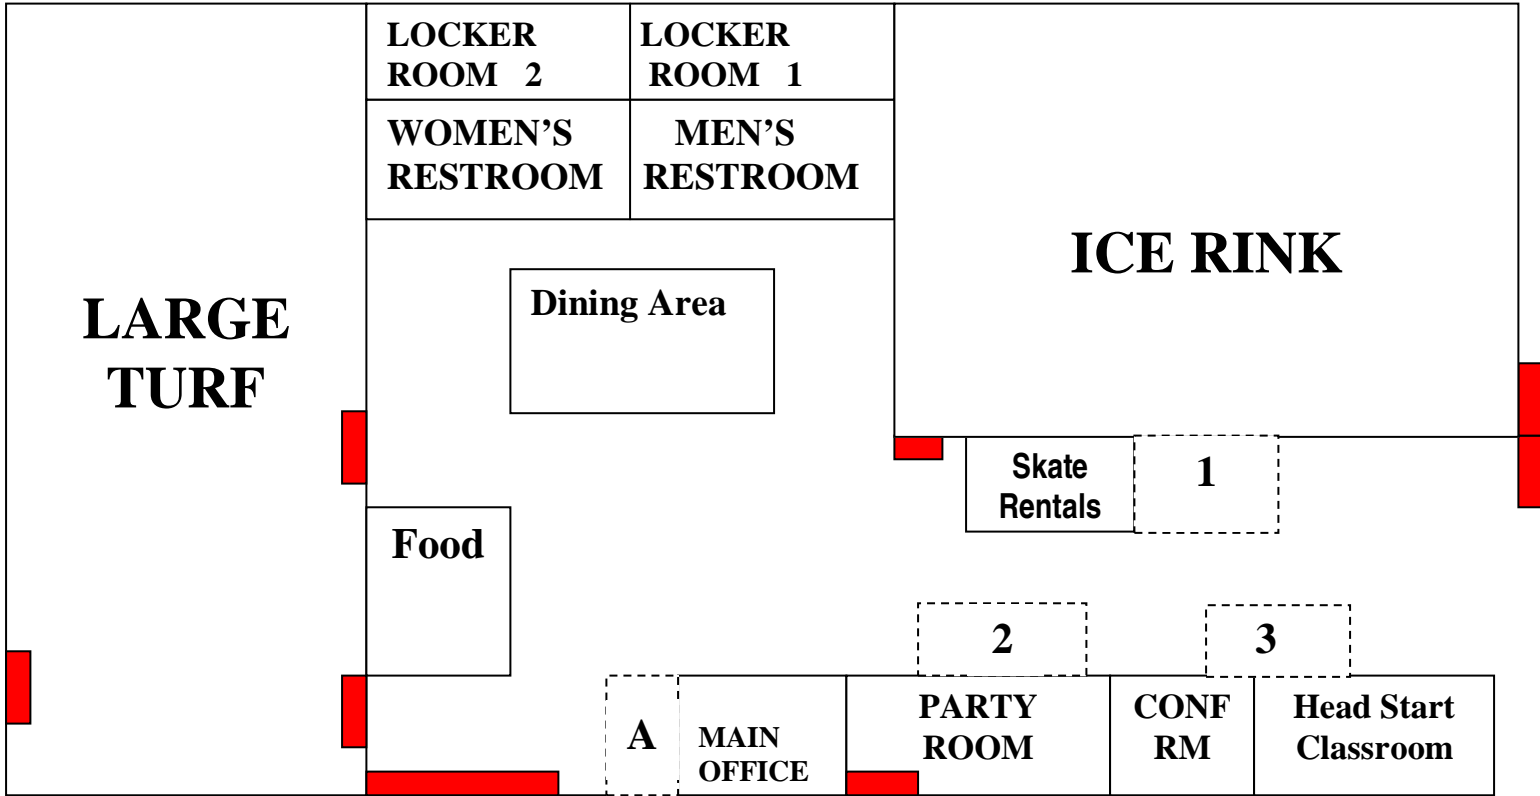 LOCKER
ROOM 2
LOCKER
ROOM 1
WOMEN’S
RESTROOM
MEN’S
RESTROOM
ICE RINK
Dining Area
LARGE
TURF
Skate
Rentals
1
Food
2
3
A
MAIN
OFFICE
PARTY
ROOM
CONF
RM
Head Start
Classroom